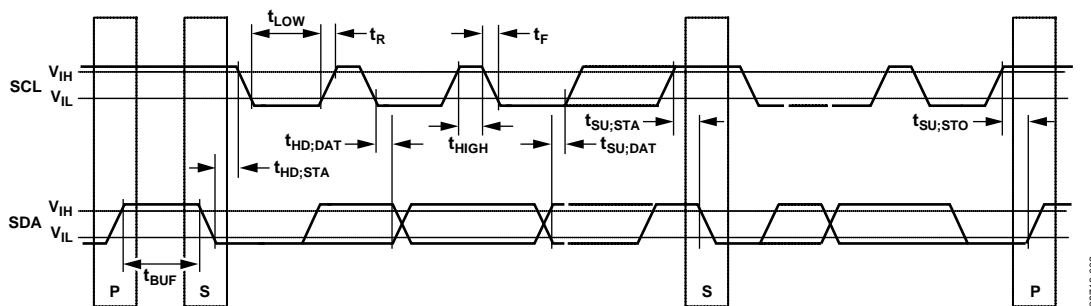 tLOW
tR
tF
SCL
VIH
VIL
tHD;DAT
tHIGH
tSU;DAT
tSU;STA
tSU;STO
tHD;STA
SDA
VIH
VIL
tBUF
P
S
S
P